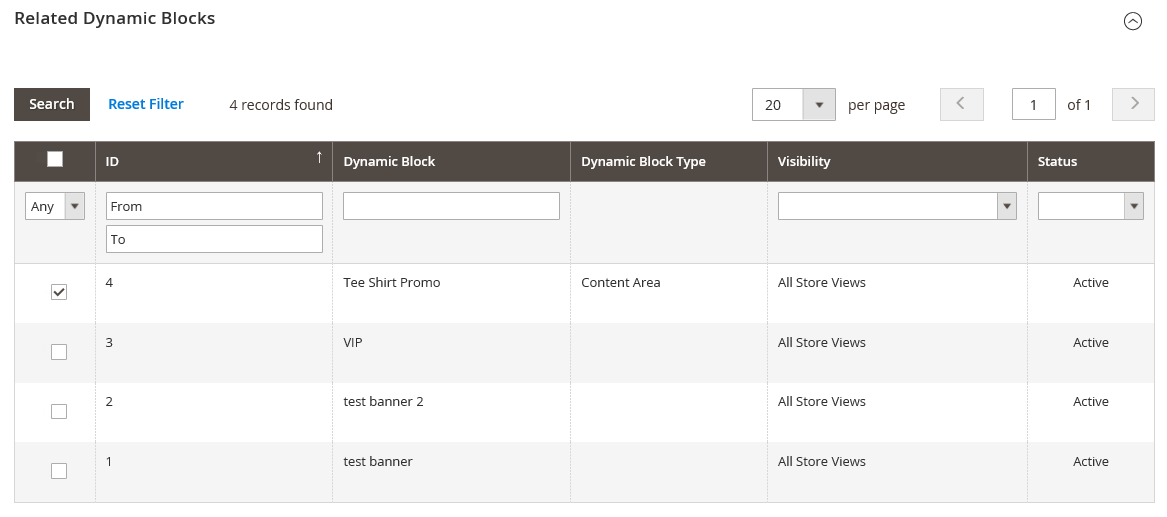 Related Dynamic Blocks
Search Reset Filter 4 records found 20 per page 1 of 1
ID ↑ Dynamic Block Dynamic Block Type Visibility Status
Any From
To
4 Tee Shirt Promo Content Area All Store Views Active
3 VIP All Store Views Active
2 test banner 2 All Store Views Active
1 test banner All Store Views Active